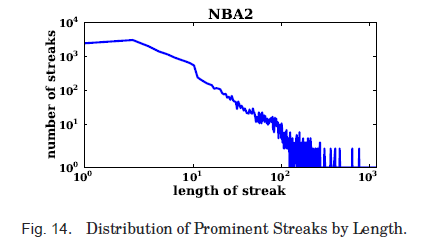 NBA2
10^4
10^3
10^2
10^1
10^0
number of streaks
10^0 10^1 10^2 10^3
length of streak
Fig. 14. Distribution of Prominent Streaks by Length.